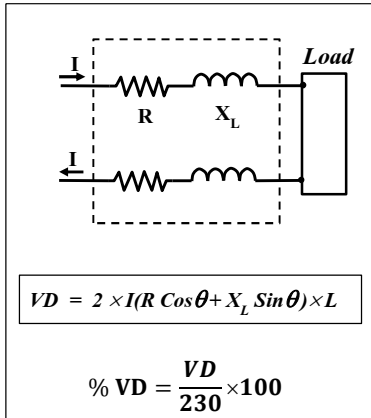 Load
I
R X_L
I
VD = 2 × I(R Cosθ + X_L Sinθ) × L
% VD = VD/230 × 100